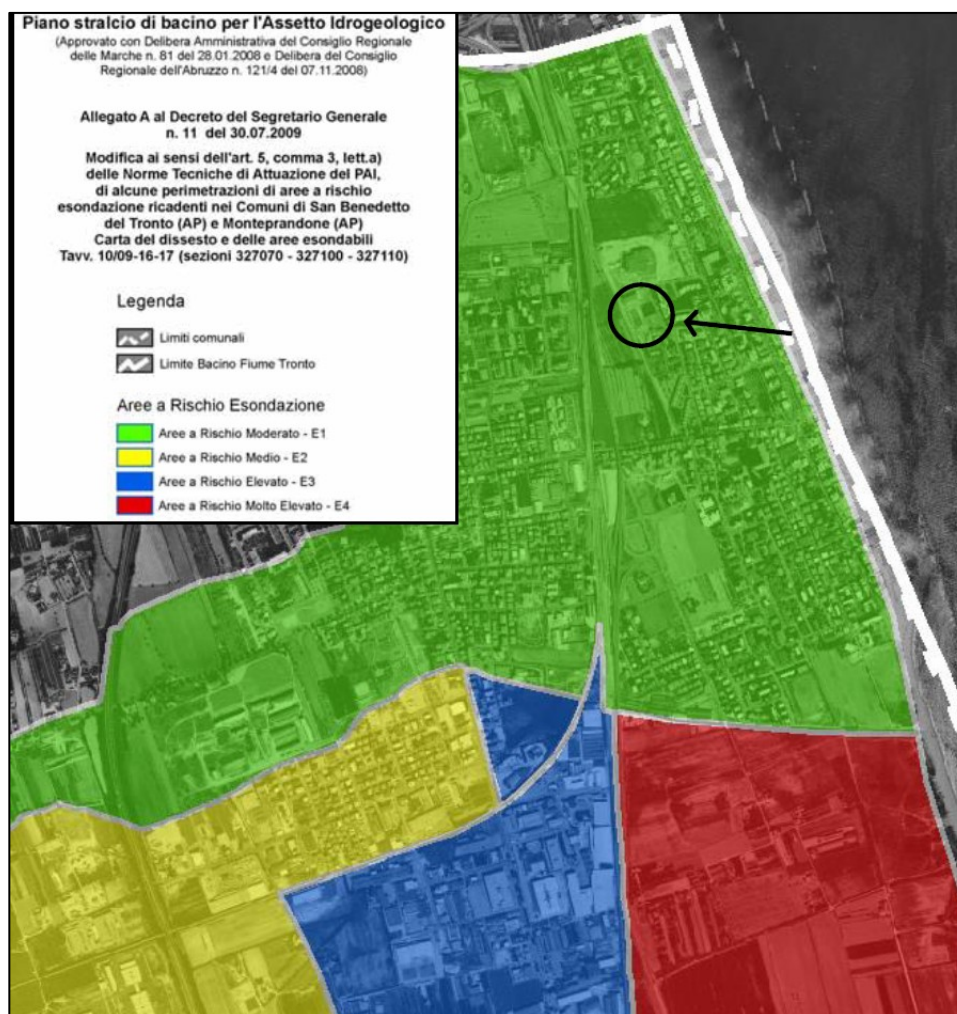 Piano stralcio di bacino per l'Assetto Idrogeologico
(Approvato con Delibera Amministrativa del Consiglio Regionale
delle Marche n. 81 del 28.01.2008 e Delibera del Consiglio
Regionale dell'Abruzzo n. 121/4 del 07.11.2008)
Allegato A al Decreto del Segretario Generale
n. 11 del 30.07.2009
Modifica ai sensi dell'art. 5, comma 3, lett.a)
delle Norme Tecniche di Attuazione del PAI,
di alcune perimetrazioni di aree a rischio
esondazione ricadenti nei Comuni di San Benedetto
del Tronto (AP) e Monteprandone (AP)
Carta del dissesto e delle aree esondabili
Tavv. 10/09-16-17 (sezioni 327070 - 327100 - 327110)
Legenda
Limiti comunali
Limite Bacino Fiume Tronto
Aree a Rischio Esondazione
Aree a Rischio Moderato - E1
Aree a Rischio Medio - E2
Aree a Rischio Elevato - E3
Aree a Rischio Molto Elevato - E4